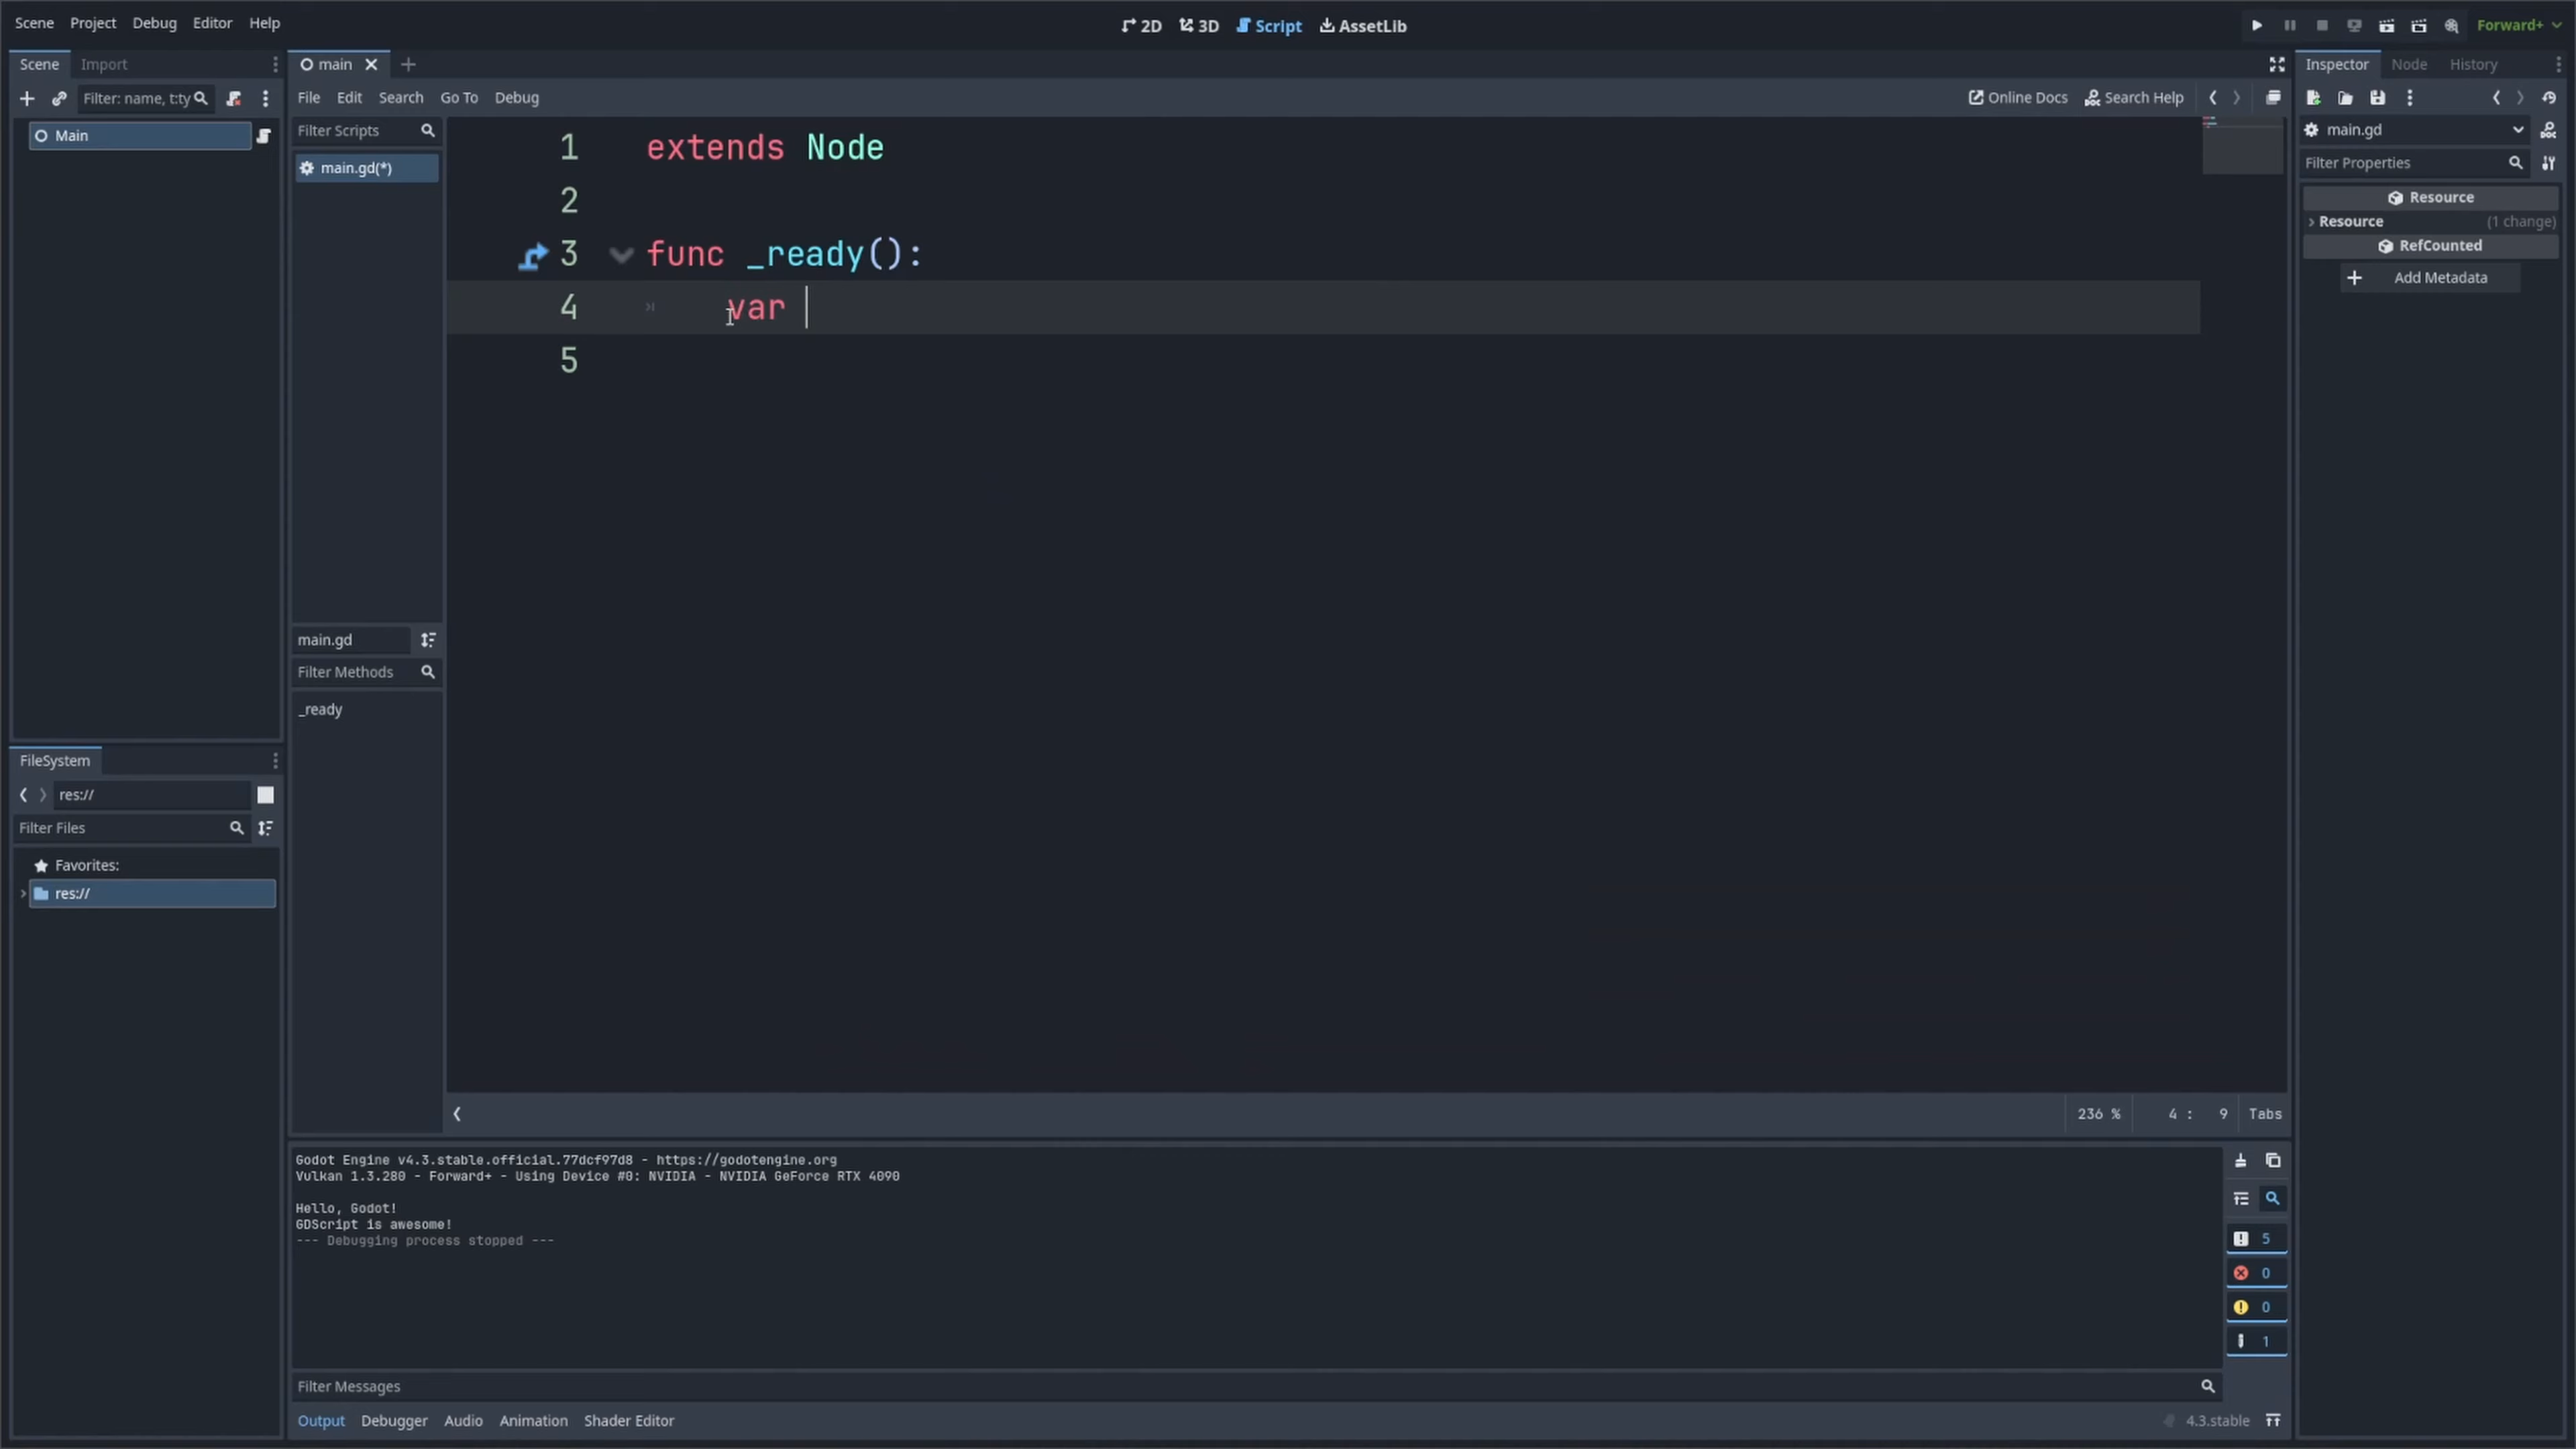 Scene Project Debug Editor Help
2D 3D Script AssetLib
Forward+
Scene Import
Filter: name, t:ty
Main
main
File Edit Search Go To Debug
Online Docs Search Help
Filter Scripts
main.gd(*)
main.gd
Filter Methods
_ready
1 extends Node
2
3 func _ready():
4 var
5
236 % 4 : 9 Tabs
FileSystem
res://
Filter Files
Favorites:
res://
Godot Engine v4.3.stable.official.77dcf97d8 - https://godotengine.org
Vulkan 1.3.280 - Forward+ - Using Device #0: NVIDIA - NVIDIA GeForce RTX 4090
Hello, Godot!
GDScript is awesome!
--- Debugging process stopped ---
5
0
0
1
Filter Messages
Output Debugger Audio Animation Shader Editor
4.3.stable
Inspector Node History
main.gd
Filter Properties
Resource
Resource (1 change)
RefCounted
Add Metadata